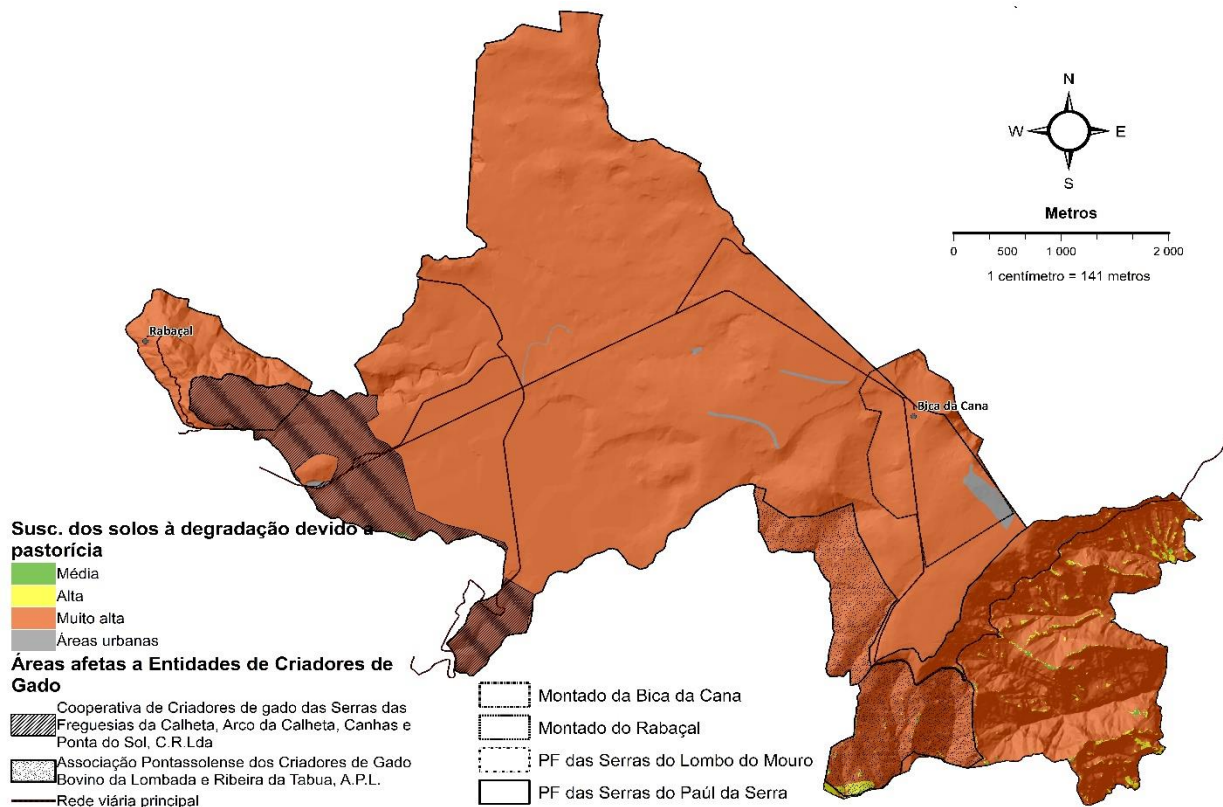 N
W E
S
Metros
0 500 1 000 2 000
1 centímetro = 141 metros
Rabaçal
Bica da Cana
Susc. dos solos à degradação devido a
pastorícia
Média
Alta
Muito alta
Áreas urbanas
Áreas afetas a Entidades de Criadores de
Gado
Cooperativa de Criadores de gado das Serras das
Freguesias da Calheta, Arco da Calheta, Canhas e
Ponta do Sol, C.R.Lda
Associação Pontassolense dos Criadores de Gado
Bovino da Lombada e Ribeira da Tabua, A.P.L.
Rede viária principal
Montado da Bica da Cana
Montado do Rabaçal
PF das Serras do Lombo do Mouro
PF das Serras do Paúl da Serra